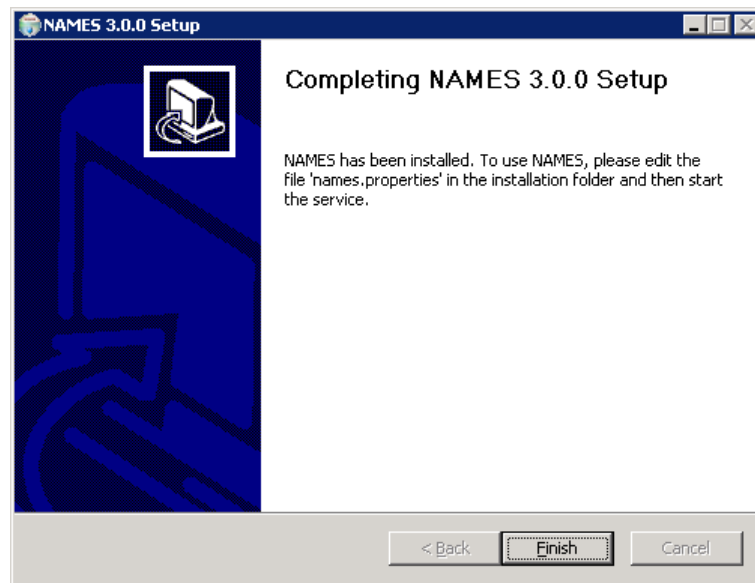 NAMES 3.0.0 Setup
Completing NAMES 3.0.0 Setup
NAMES has been installed. To use NAMES, please edit the
file 'names.properties' in the installation folder and then start
the service.
< Back
Finish
Cancel